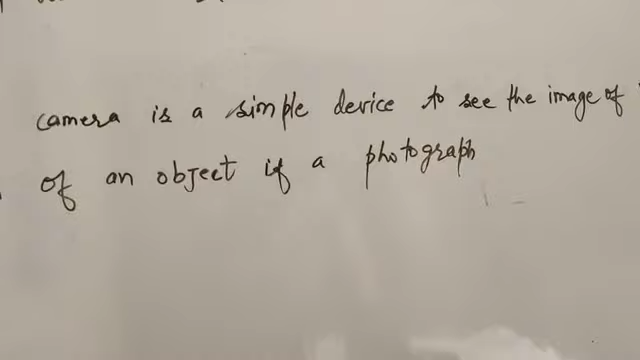 camera is a simple device to see the image of
of an object if a photograph